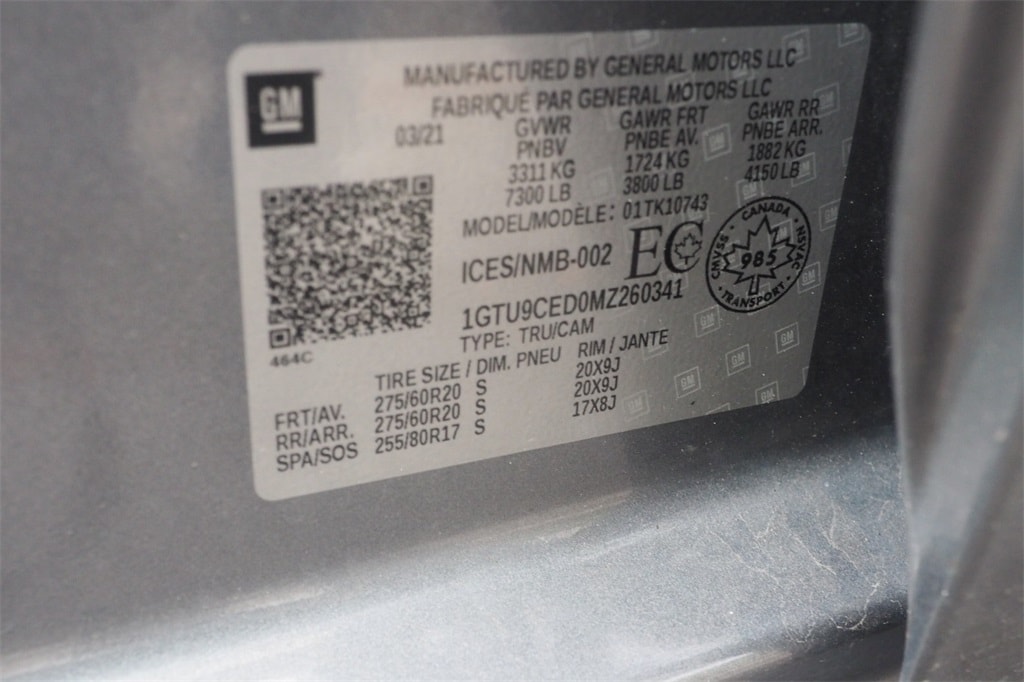 GM
MANUFACTURED BY GENERAL MOTORS LLC
FABRIQUÉ PAR GENERAL MOTORS LLC
03/21
GVWR GAWR FRT GAWR RR
PNBV PNBE AV. PNBE ARR.
3311 KG 1724 KG 1882 KG
7300 LB 3800 LB 4150 LB
MODEL/MODÈLE: 01TK10743
ICES/NMB-002 EC
CANADA
CMVSS 985 NSVAC
TRANSPORT
1GTU9CED0MZ260341
TYPE: TRU/CAM
464C
TIRE SIZE / DIM. PNEU RIM / JANTE
FRT/AV. 275/60R20 S 20X9J
RR/ARR. 275/60R20 S 20X9J
SPA/SOS 255/80R17 S 17X8J